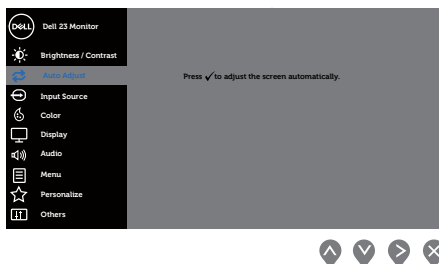 DELL
Dell 23 Monitor
Brightness / Contrast
Auto Adjust
Press ✓ to adjust the screen automatically.
Input Source
Color
Display
Audio
Menu
Personalize
Others